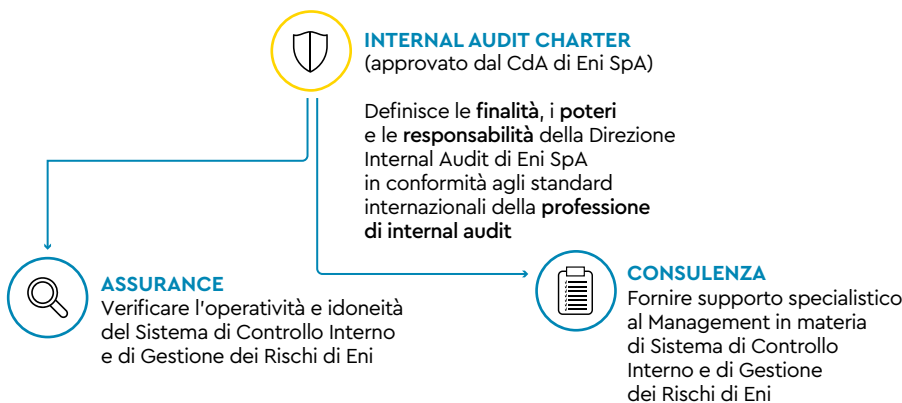 INTERNAL AUDIT CHARTER
(approvato dal CdA di Eni SpA)
Definisce le finalità, i poteri
e le responsabilità della Direzione
Internal Audit di Eni SpA
in conformità agli standard
internazionali della professione
di internal audit
ASSURANCE
Verificare l'operatività e idoneità
del Sistema di Controllo Interno
e di Gestione dei Rischi di Eni
CONSULENZA
Fornire supporto specialistico
al Management in materia
di Sistema di Controllo
Interno e di Gestione
dei Rischi di Eni